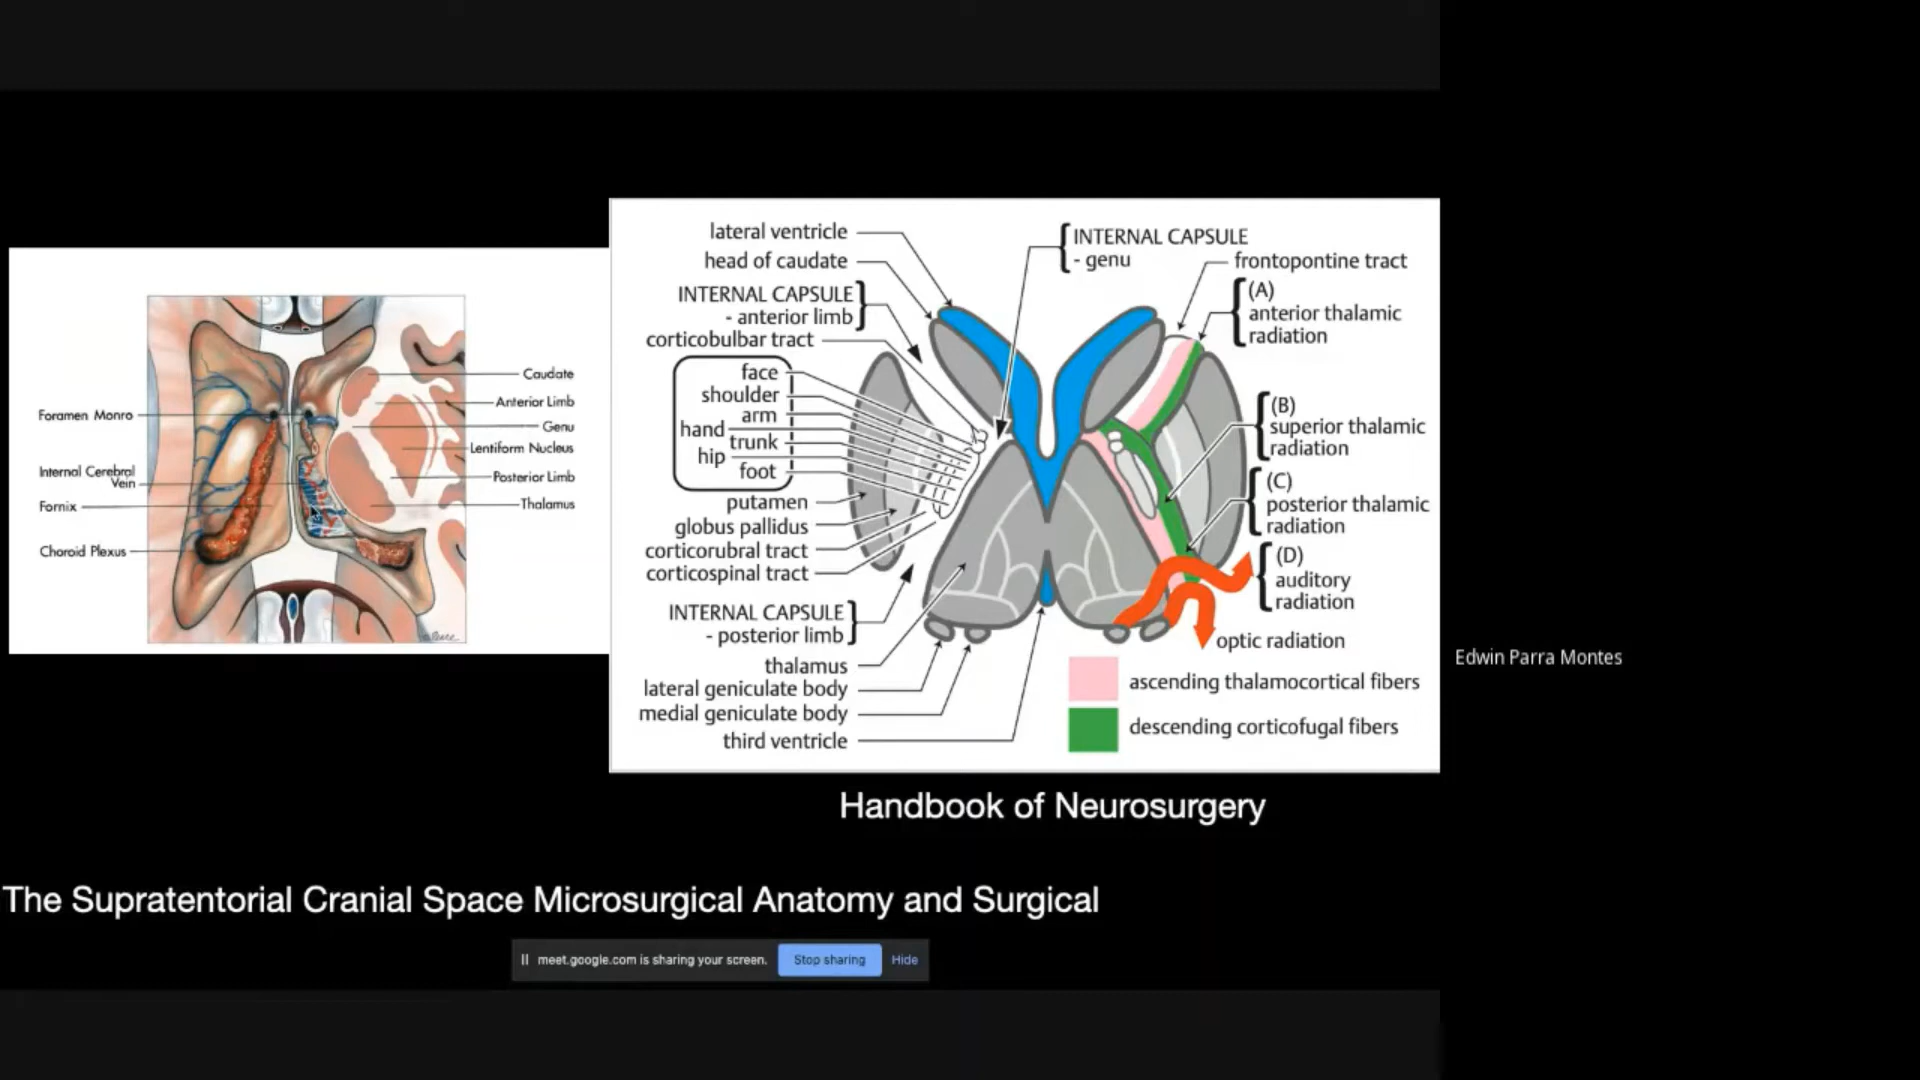 Foramen Monro
Internal Cerebral
Vein
Fornix
Choroid Plexus
Caudate
Anterior Limb
Genu
Lentiform Nucleus
Posterior Limb
Thalamus
lateral ventricle
head of caudate
INTERNAL CAPSULE
- anterior limb
corticobulbar tract
face
shoulder
arm
hand
trunk
hip
foot
putamen
globus pallidus
corticorubral tract
corticospinal tract
INTERNAL CAPSULE
- posterior limb
thalamus
lateral geniculate body
medial geniculate body
third ventricle
INTERNAL CAPSULE
- genu
frontopontine tract
(A)
anterior thalamic
radiation
(B)
superior thalamic
radiation
(C)
posterior thalamic
radiation
(D)
auditory
radiation
optic radiation
ascending thalamocortical fibers
descending corticofugal fibers
Edwin Parra Montes
Handbook of Neurosurgery
The Supratentorial Cranial Space Microsurgical Anatomy and Surgical
meet.google.com is sharing your screen.
Stop sharing
Hide